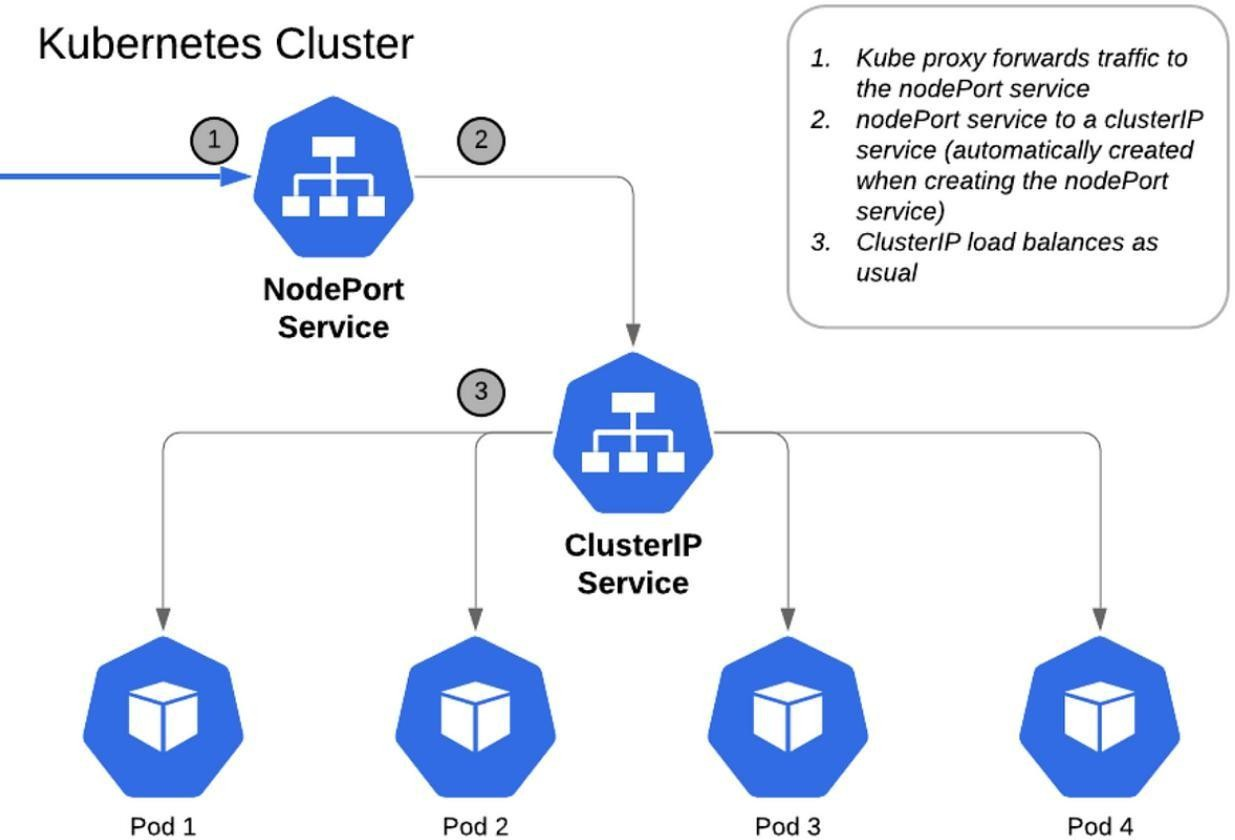 Kubernetes Cluster
1. Kube proxy forwards traffic to
the nodePort service
2. nodePort service to a clusterIP
service (automatically created
when creating the nodePort
service)
3. ClusterIP load balances as
usual
1
2
NodePort
Service
3
ClusterIP
Service
Pod 1
Pod 2
Pod 3
Pod 4